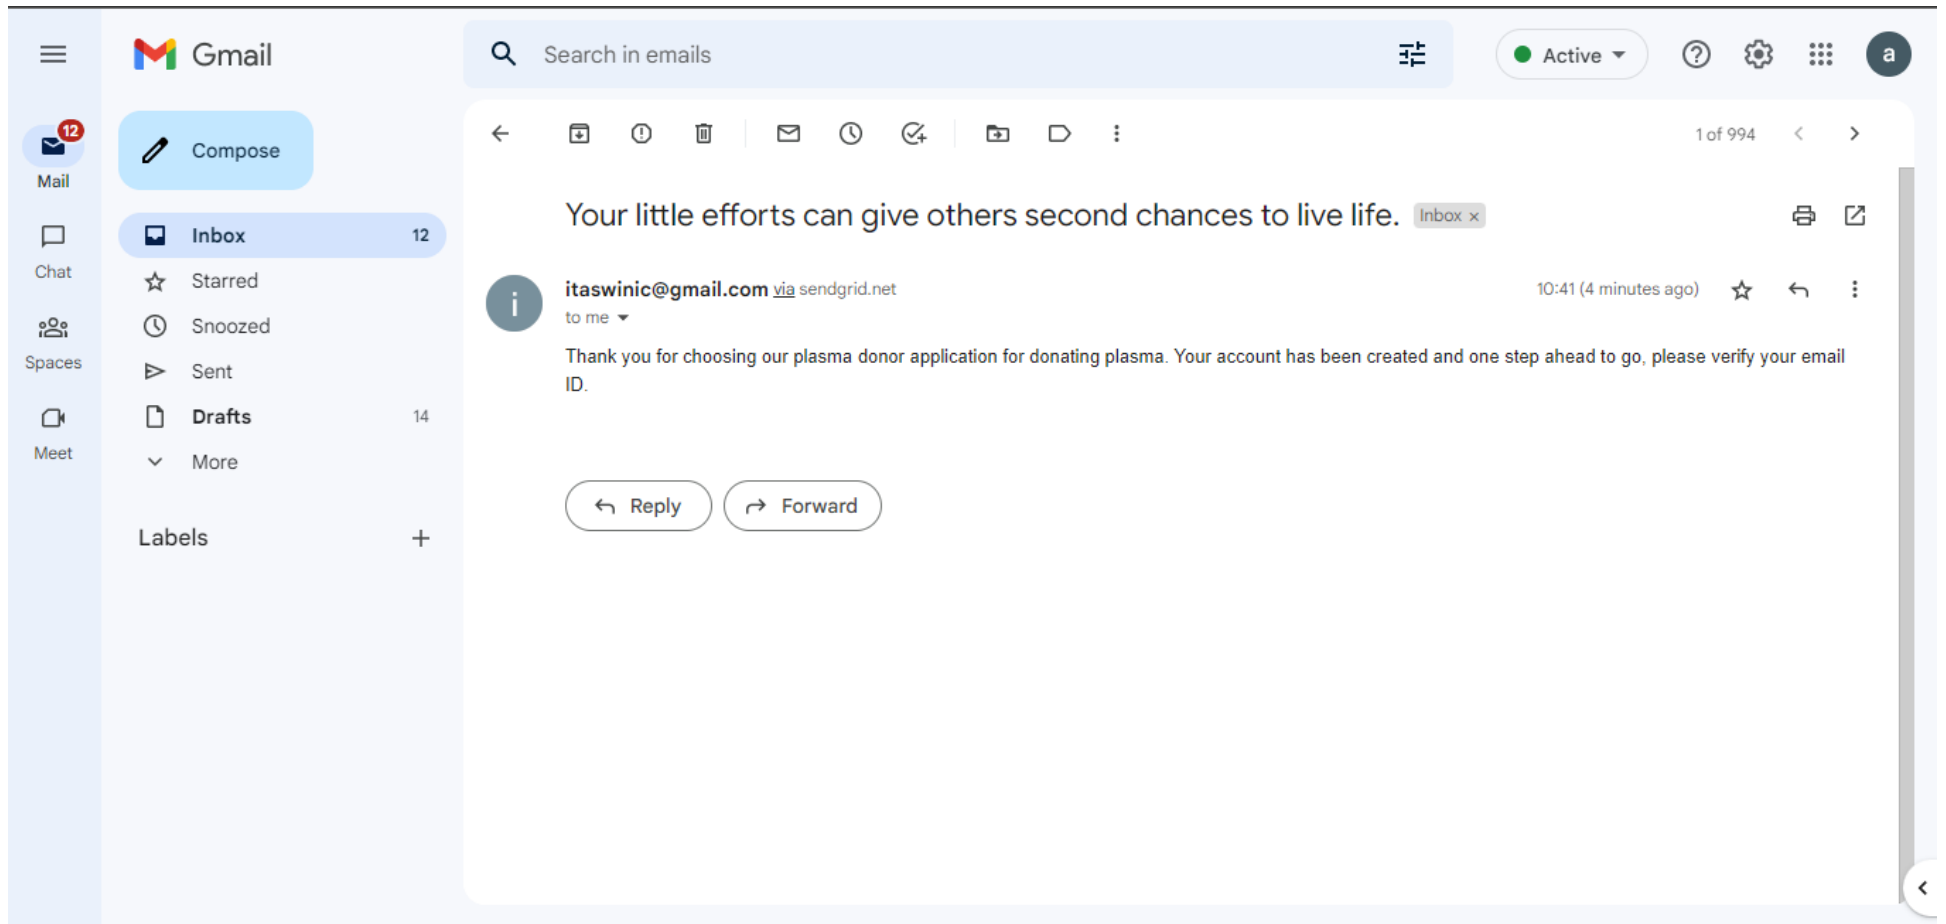 Gmail
Search in emails
Active
a
12
Mail
Compose
1 of 994
Your little efforts can give others second chances to live life. Inbox ×
Inbox 12
Chat
Starred
i
itaswinic@gmail.com via sendgrid.net
10:41 (4 minutes ago)
to me
Snoozed
Spaces
Thank you for choosing our plasma donor application for donating plasma. Your account has been created and one step ahead to go, please verify your email
ID.
Sent
Drafts 14
Meet
More
Reply
Forward
Labels +